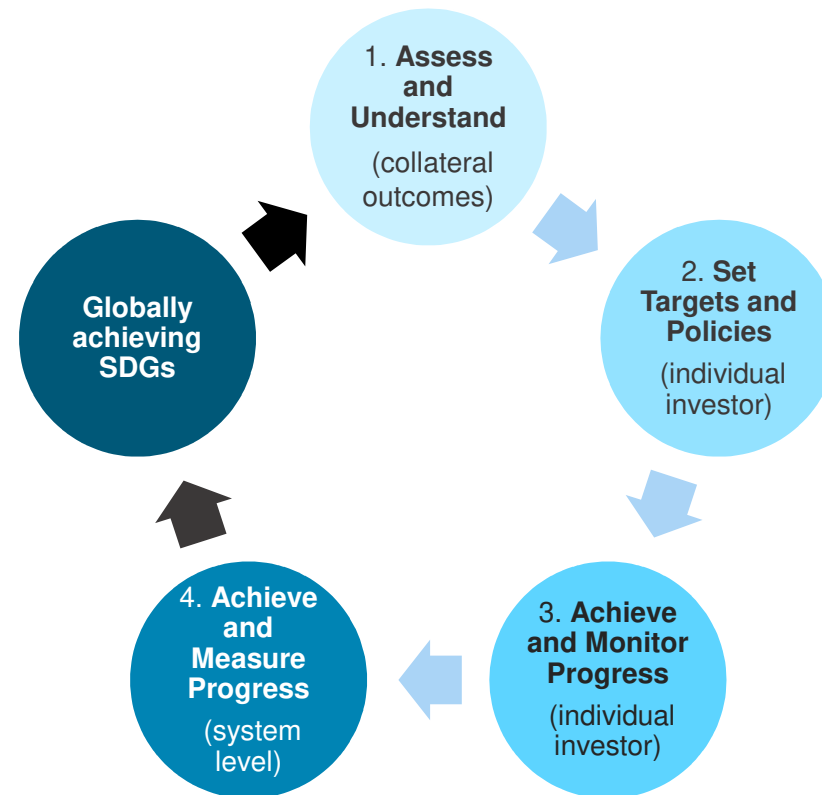 1. Assess
and
Understand
(collateral
outcomes)
2. Set
Targets and
Policies
(individual
investor)
3. Achieve
and Monitor
Progress
(individual
investor)
4. Achieve
and
Measure
Progress
(system
level)
Globally
achieving
SDGs